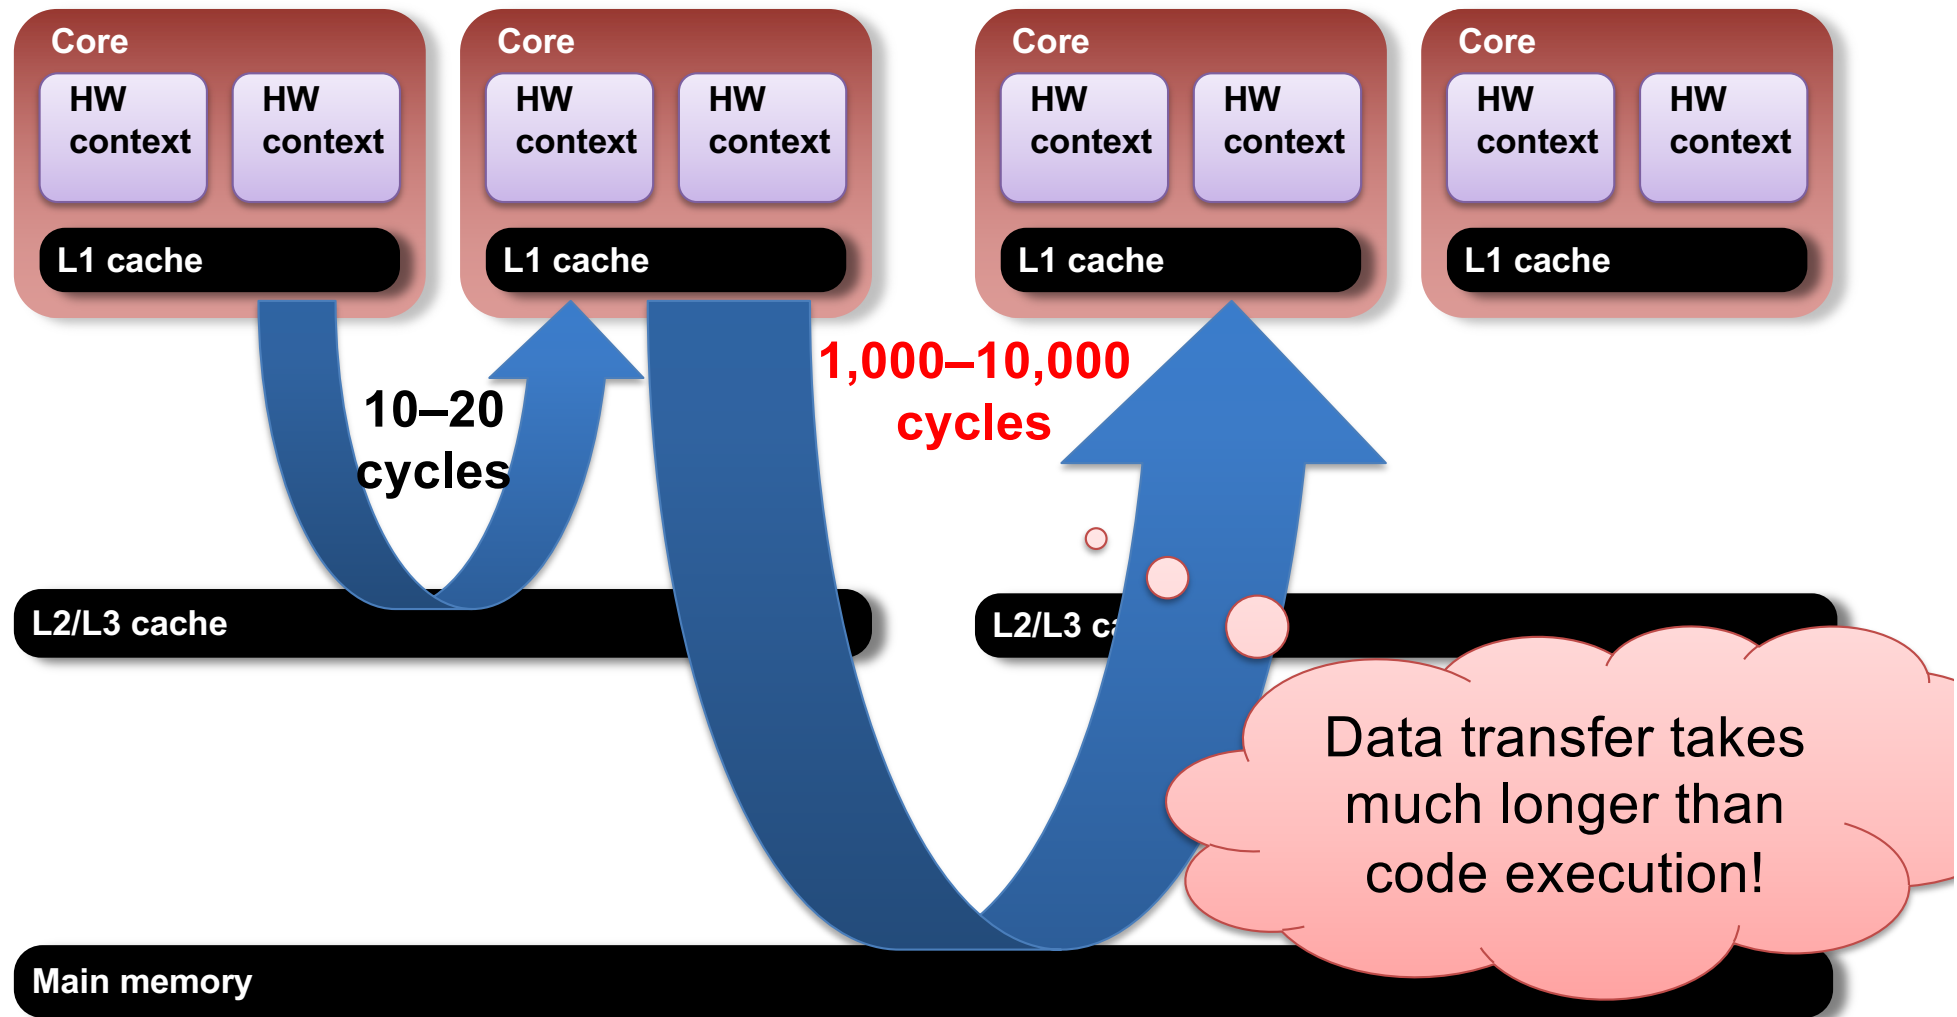 Core
HW
context
HW
context
L1 cache
Core
HW
context
HW
context
L1 cache
Core
HW
context
HW
context
L1 cache
Core
HW
context
HW
context
L1 cache
10–20
cycles
1,000–10,000
cycles
L2/L3 cache
L2/L3 ca
Data transfer takes
much longer than
code execution!
Main memory